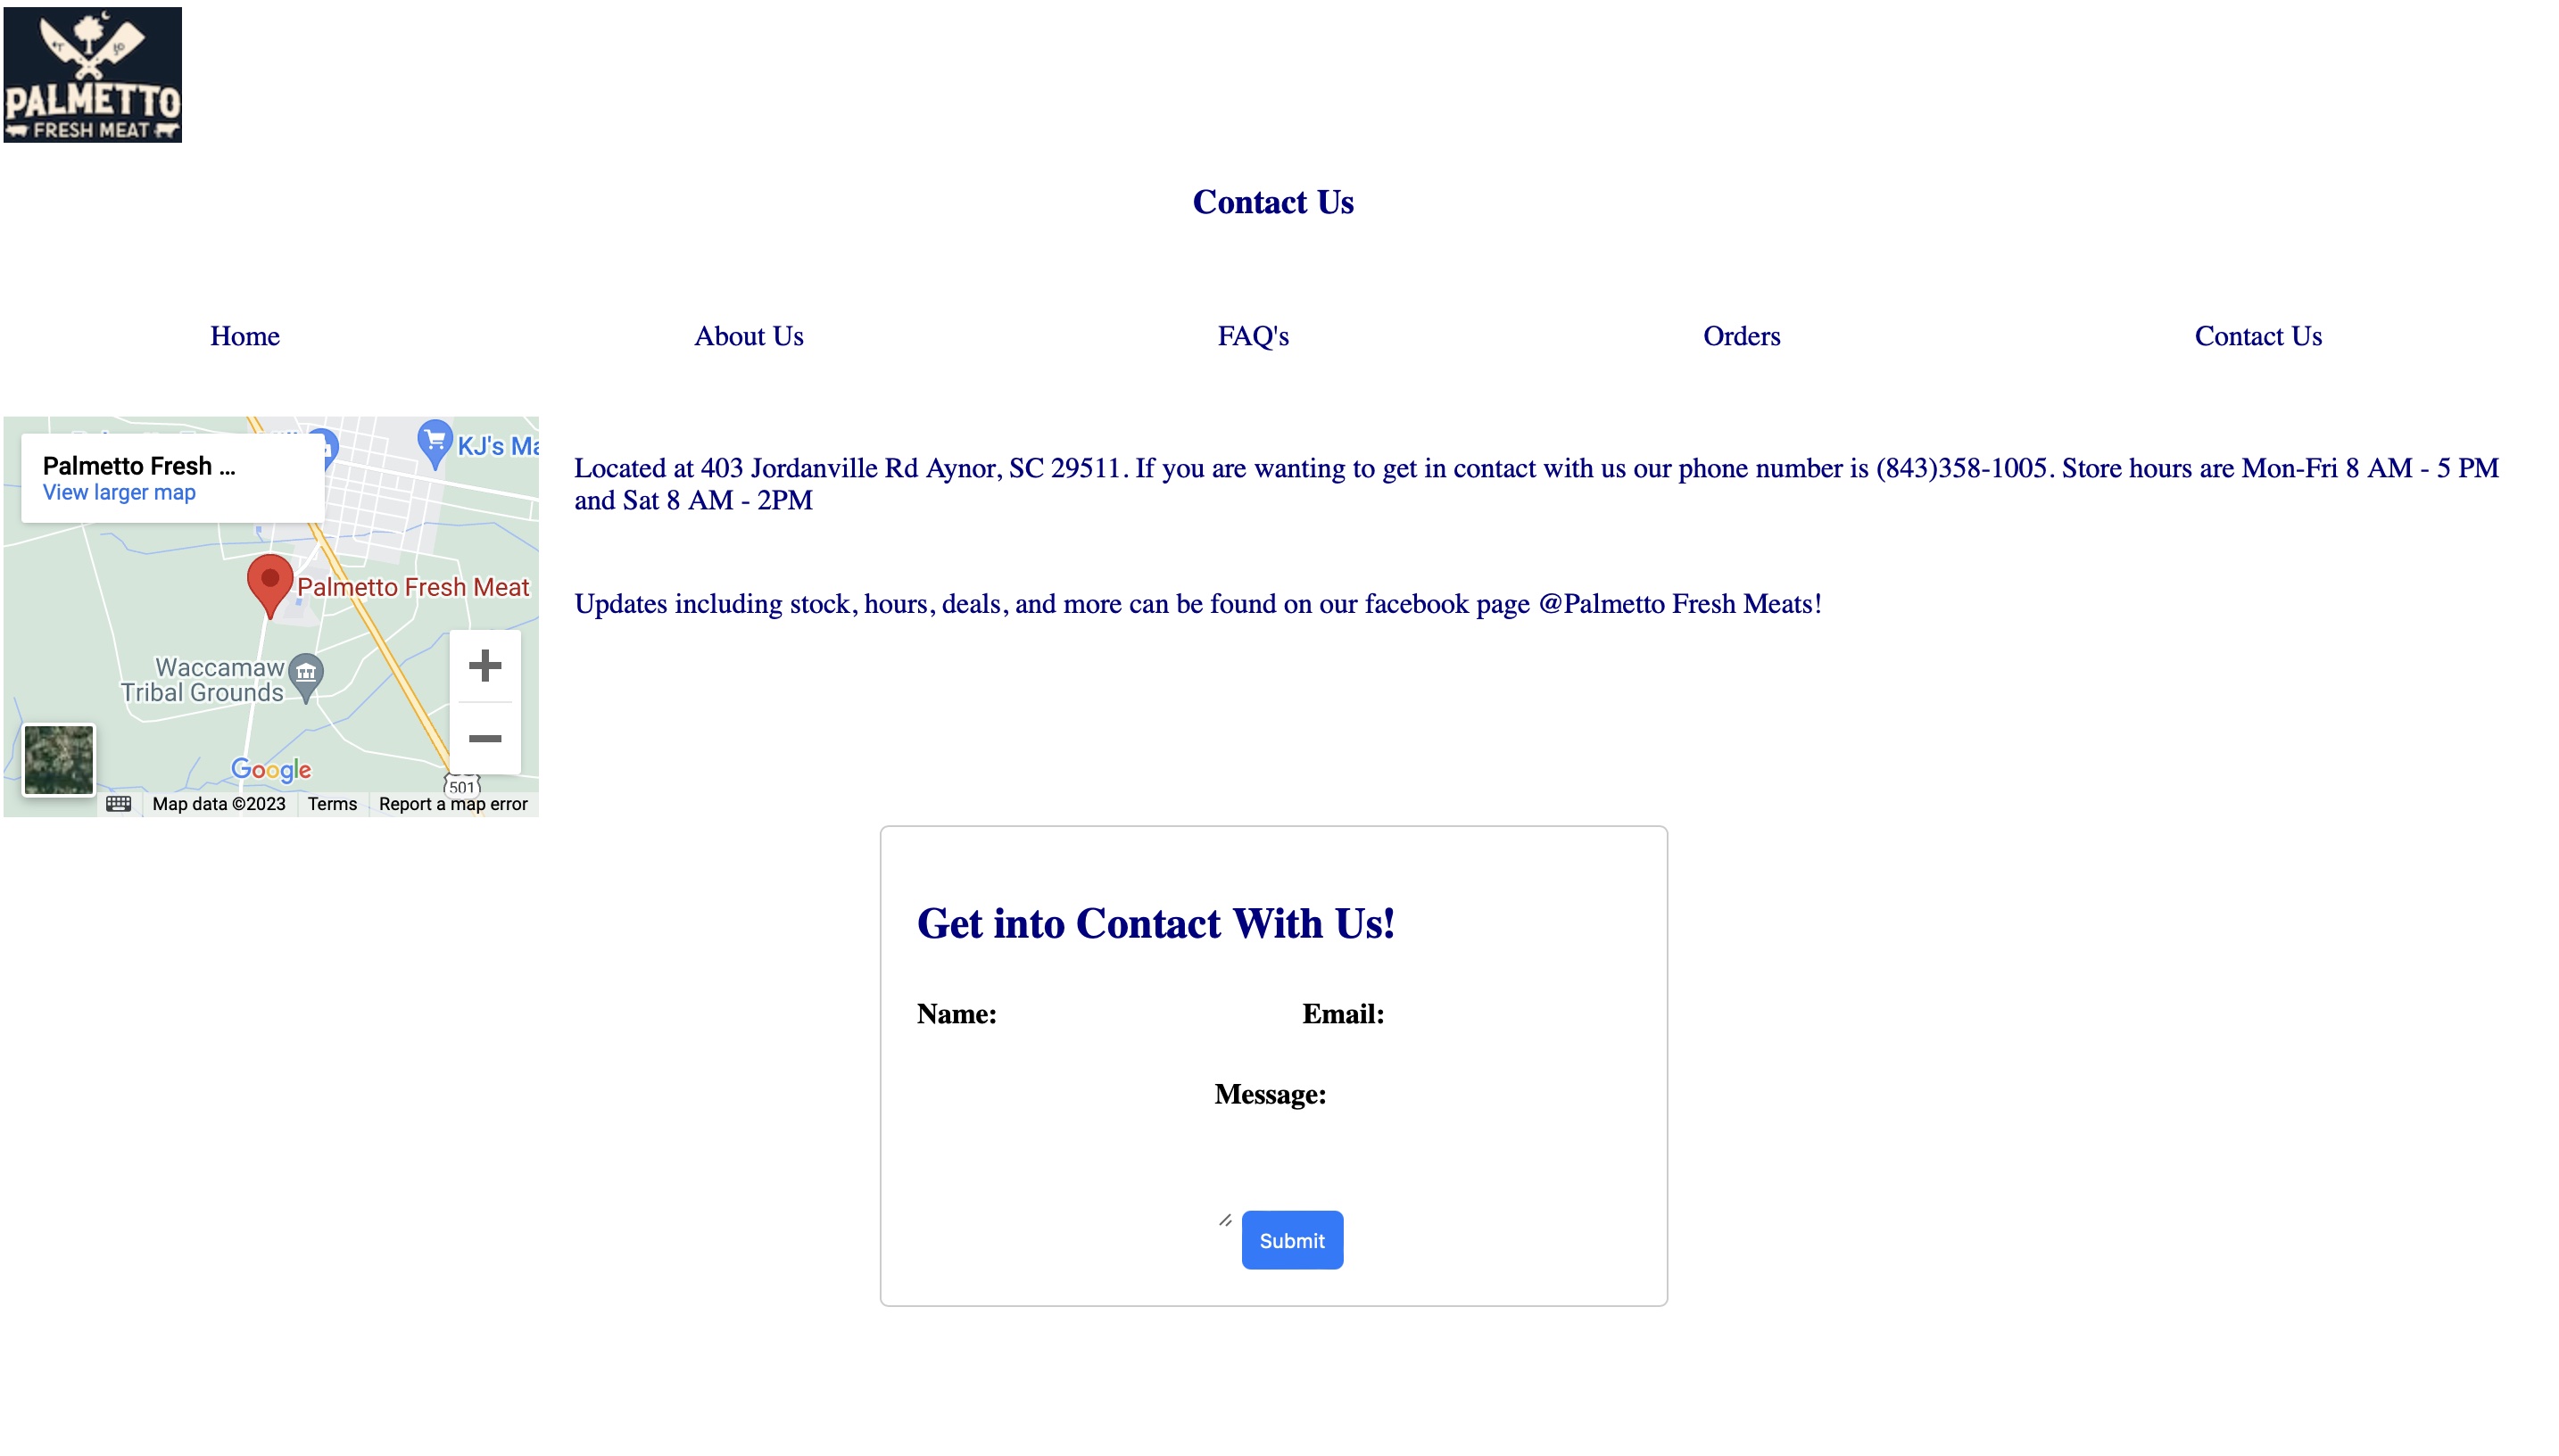 PALMETTO
FRESH MEAT
Contact Us
Home
About Us
FAQ's
Orders
Contact Us
Palmetto Fresh ...
View larger map
KJ's Ma
Palmetto Fresh Meat
Waccamaw
Tribal Grounds
Google
501
Map data ©2023
Terms
Report a map error
Located at 403 Jordanville Rd Aynor, SC 29511. If you are wanting to get in contact with us our phone number is (843)358-1005. Store hours are Mon-Fri 8 AM - 5 PM
and Sat 8 AM - 2PM
Updates including stock, hours, deals, and more can be found on our facebook page @Palmetto Fresh Meats!
Get into Contact With Us!
Name:
Email:
Message:
Submit